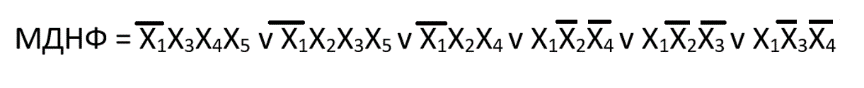 МДНФ = X̅₁X₃X₄X₅ v X̅₁X₂X₃X₅ v X̅₁X₂X₄ v X₁X̅₂X̅₄ v X₁X̅₂X̅₃ v X₁X̅₃X̅₄